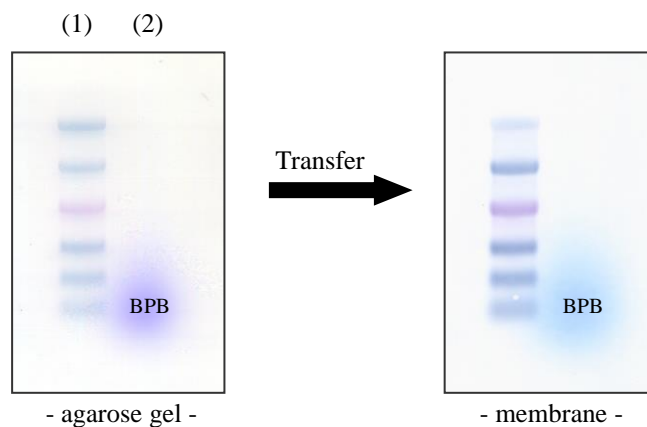 (1) (2)
Transfer
BPB
BPB
- agarose gel -
- membrane -